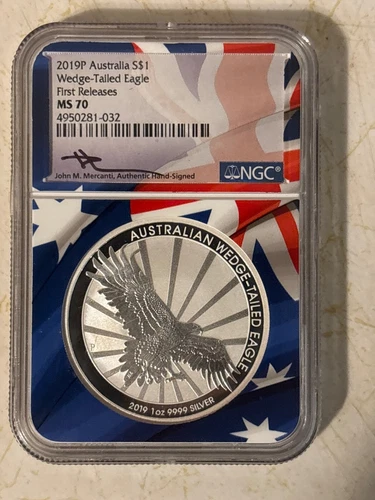 2019P Australia S$1
Wedge-Tailed Eagle
First Releases
MS 70
4950281-032
John M. Mercanti, Authentic Hand-Signed
NGC®
AUSTRALIAN WEDGE-TAILED EAGLE
P
2019 1oz 9999 SILVER